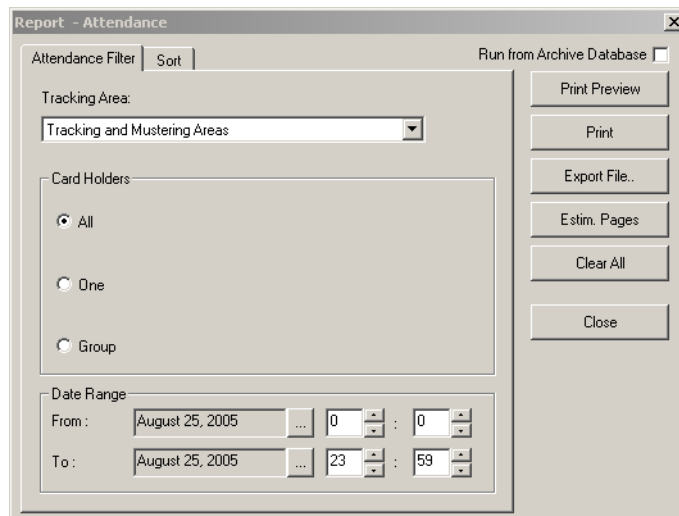 Report - Attendance
Attendance Filter
Sort
Run from Archive Database
Tracking Area:
Tracking and Mustering Areas
Card Holders
All
One
Group
Date Range
From : August 25, 2005 ... 0 : 0
To : August 25, 2005 ... 23 : 59
Print Preview
Print
Export File..
Estim. Pages
Clear All
Close